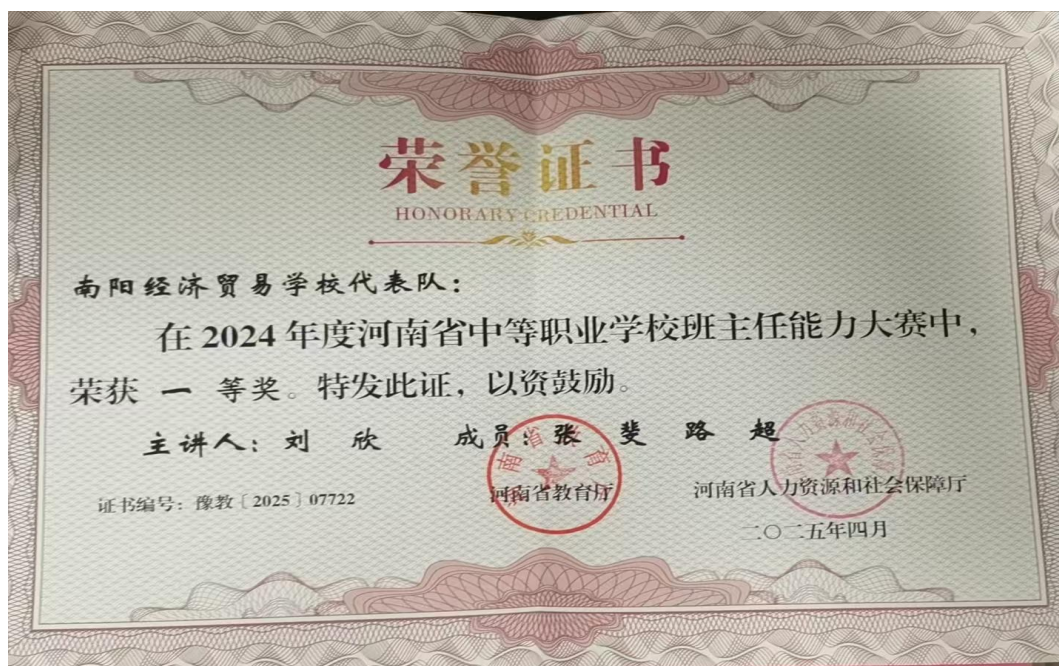 荣誉证书
HONORARY CREDENTIAL
南阳经济贸易学校代表队：
在 2024 年度河南省中等职业学校班主任能力大赛中，
荣获 一 等奖。特发此证，以资鼓励。
主讲人：刘 欣 成员：张 斐 路 超
证书编号：豫教〔2025〕07722 河南省教育厅 河南省人力资源和社会保障厅
二〇二五年四月